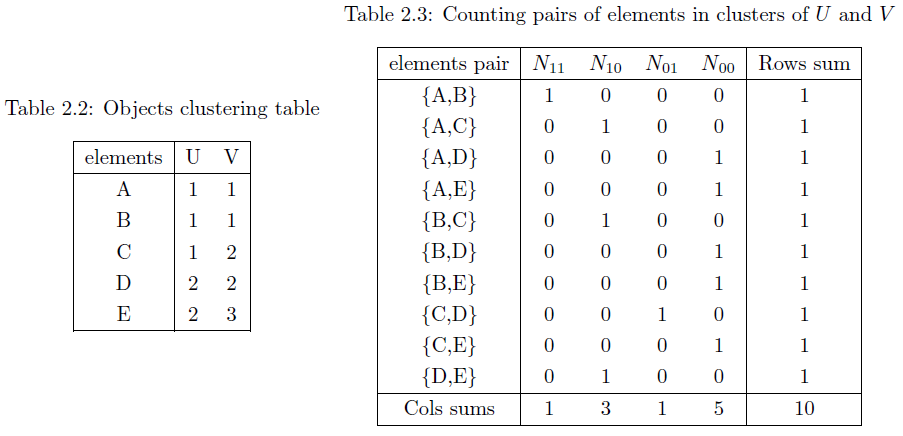 Table 2.2: Objects clustering table
elements U V
A 1 1
B 1 1
C 1 2
D 2 2
E 2 3
Table 2.3: Counting pairs of elements in clusters of U and V
elements pair N11 N10 N01 N00 Rows sum
{A,B} 1 0 0 0 1
{A,C} 0 1 0 0 1
{A,D} 0 0 0 1 1
{A,E} 0 0 0 1 1
{B,C} 0 1 0 0 1
{B,D} 0 0 0 1 1
{B,E} 0 0 0 1 1
{C,D} 0 0 1 0 1
{C,E} 0 0 0 1 1
{D,E} 0 1 0 0 1
Cols sums 1 3 1 5 10